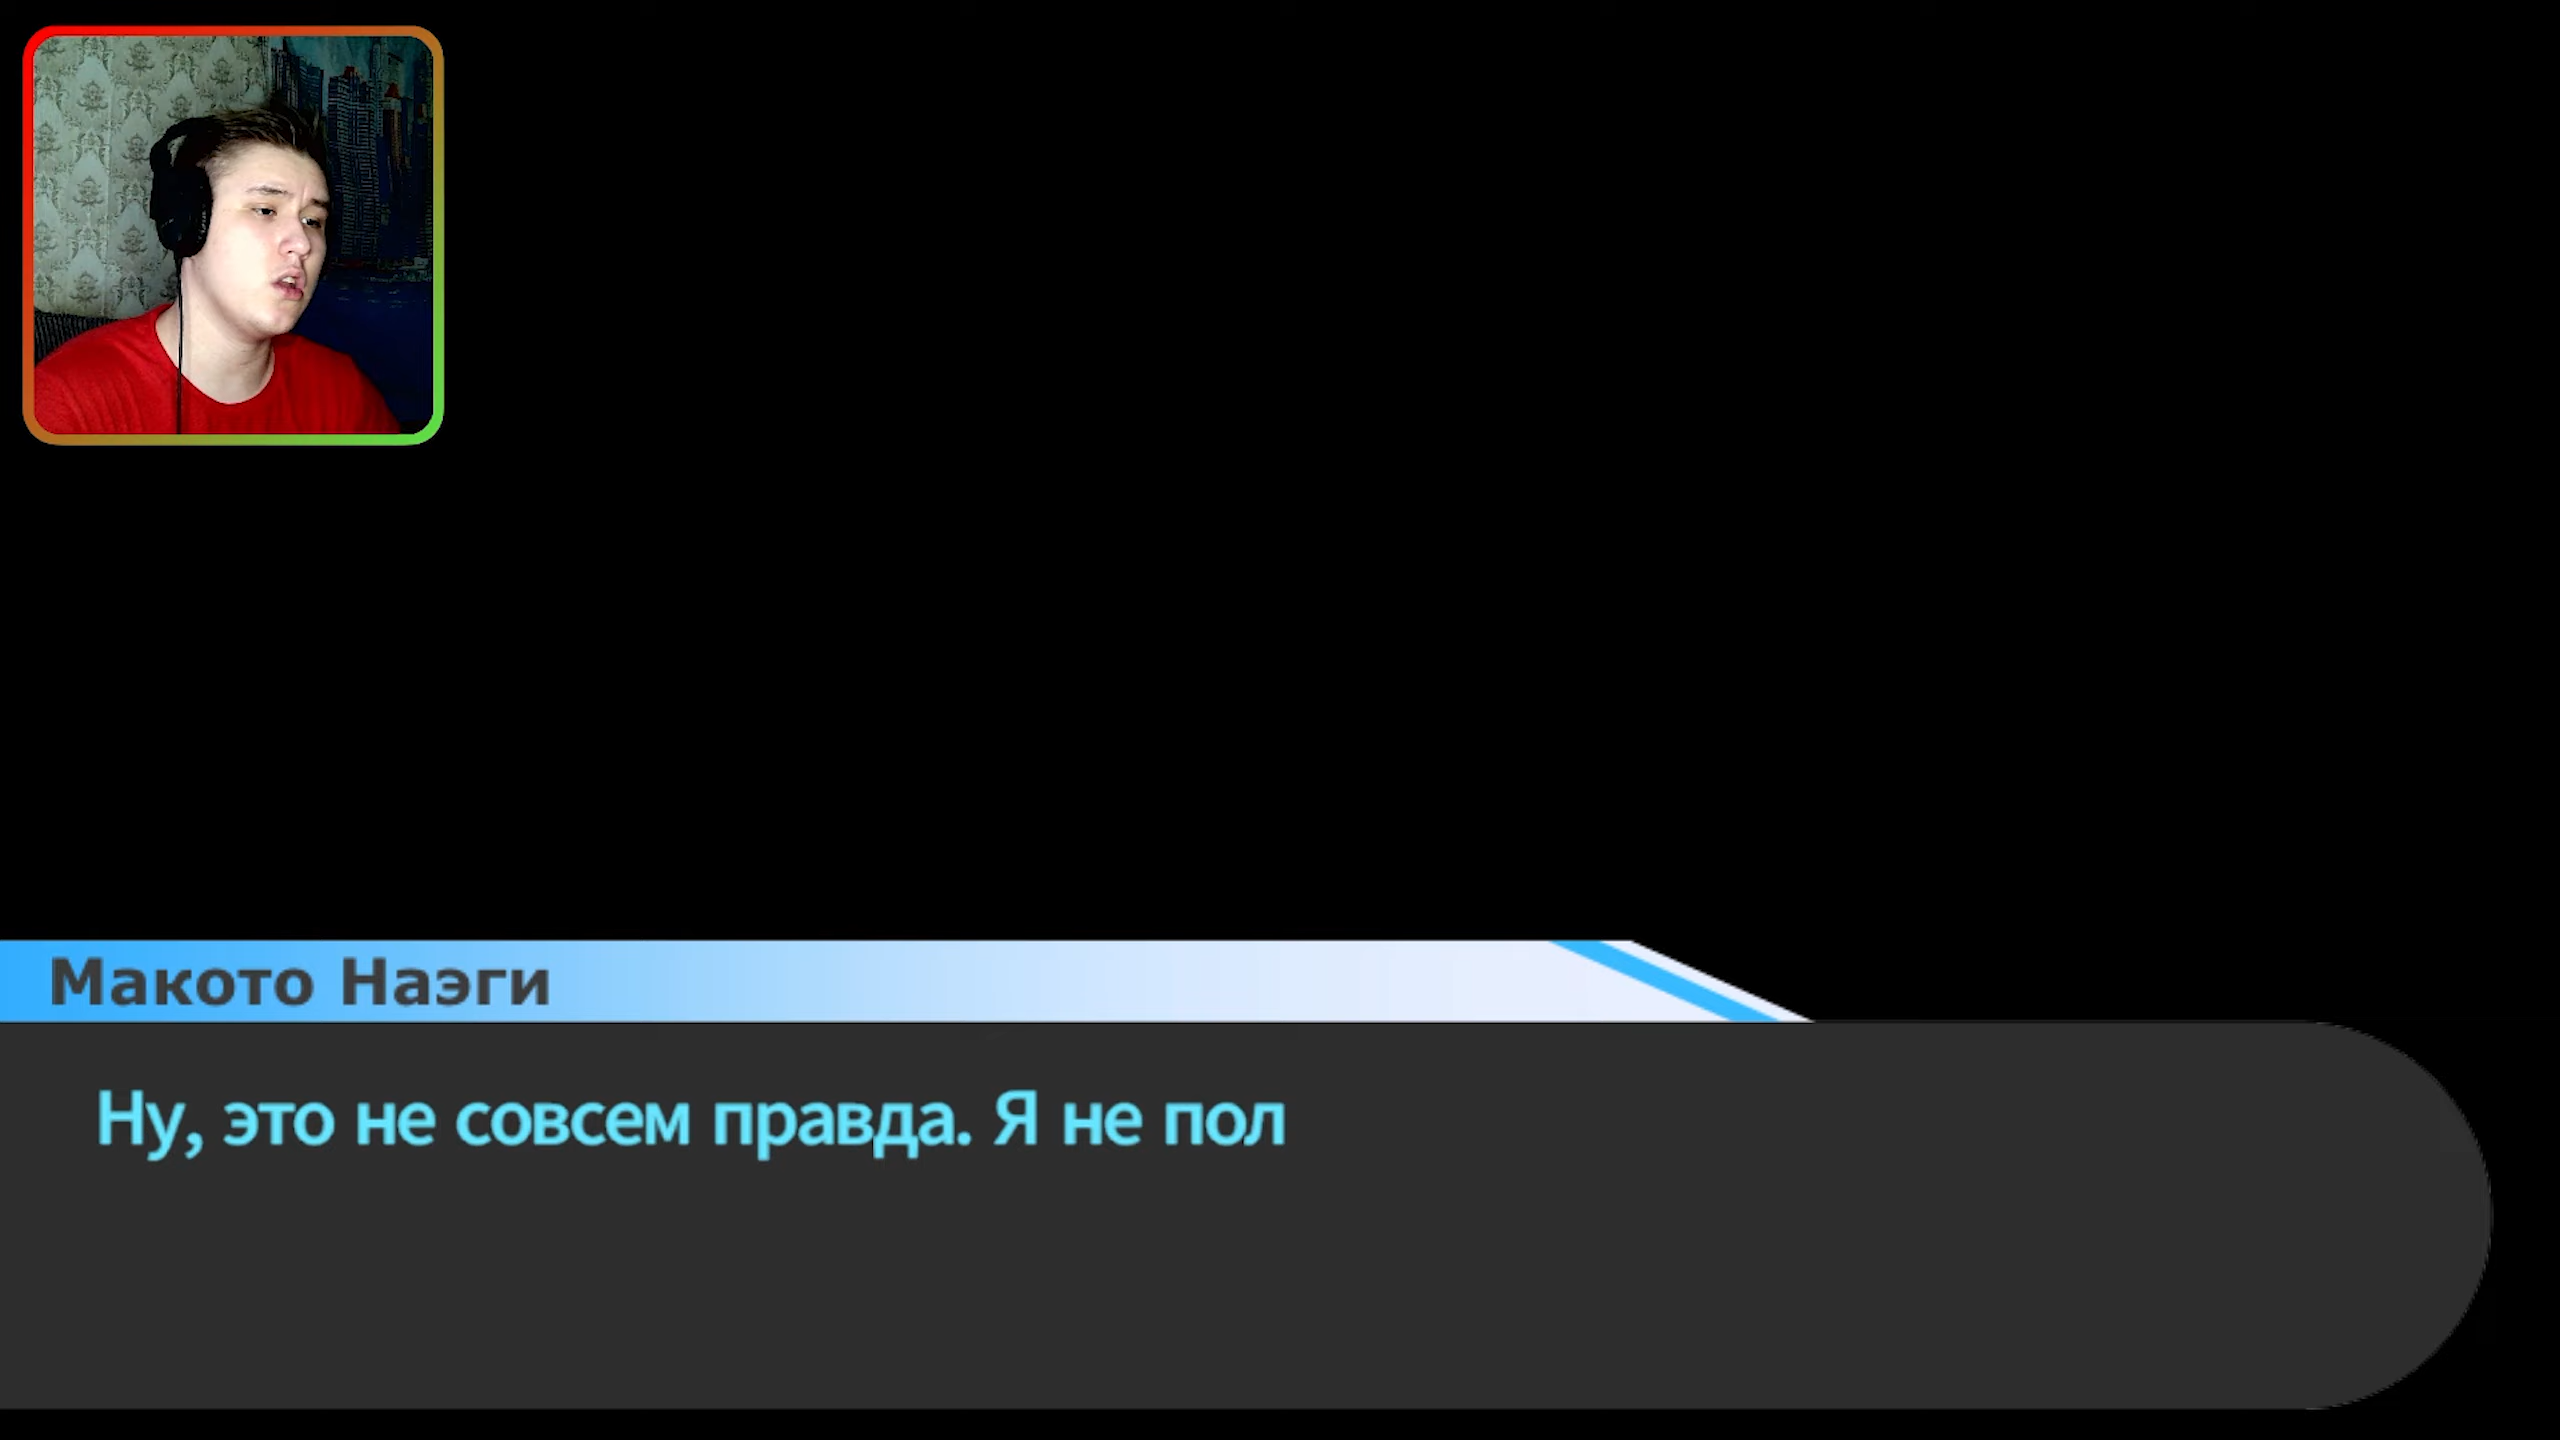 Макото Наэги
Ну, это не совсем правда. Я не пол